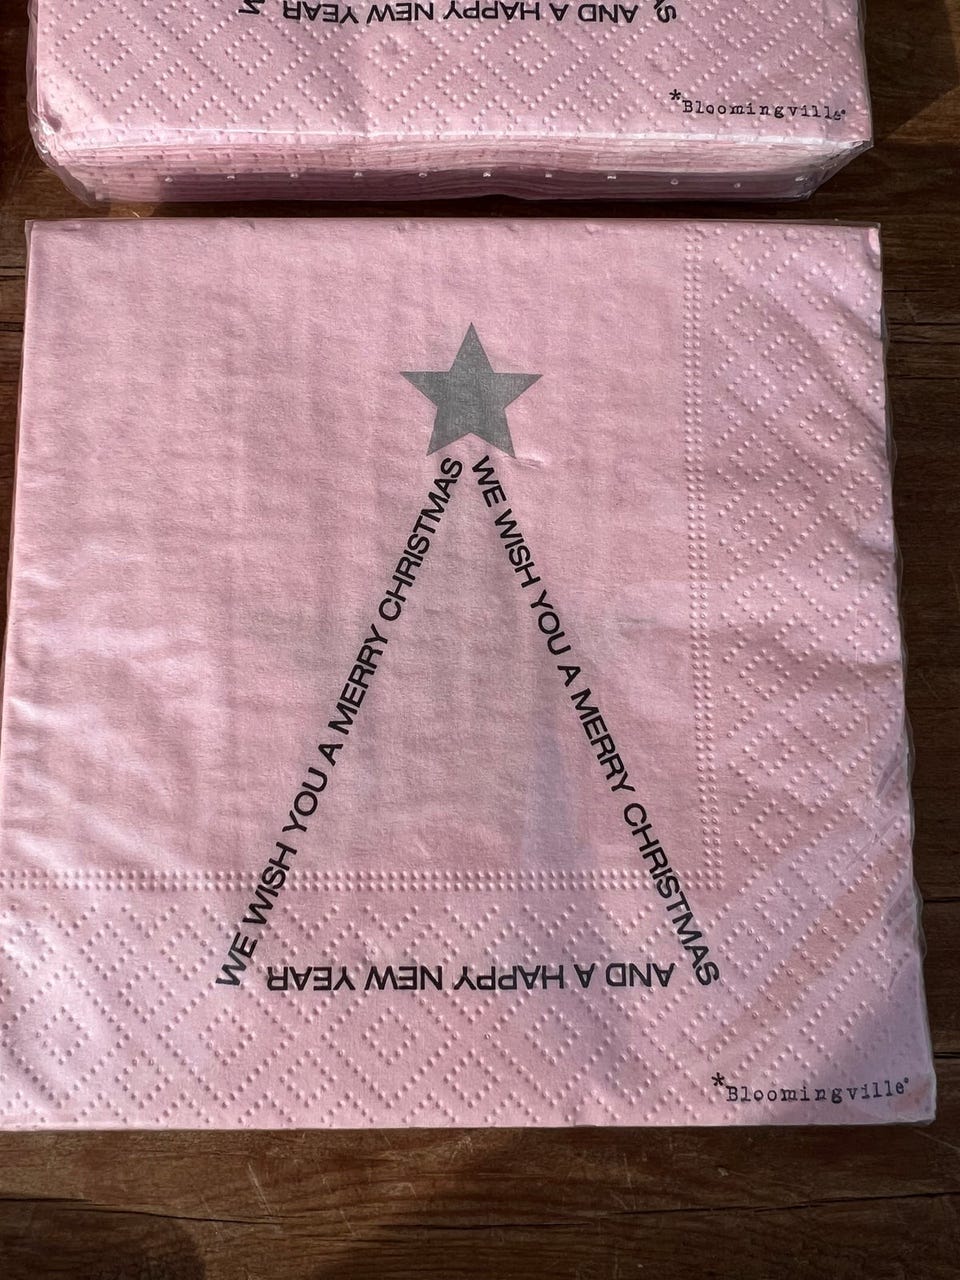 AND A HAPPY NEW YEAR
*Bloomingville®
WE WISH YOU A MERRY CHRISTMAS
WE WISH YOU A MERRY CHRISTMAS
AND A HAPPY NEW YEAR
*Bloomingville®